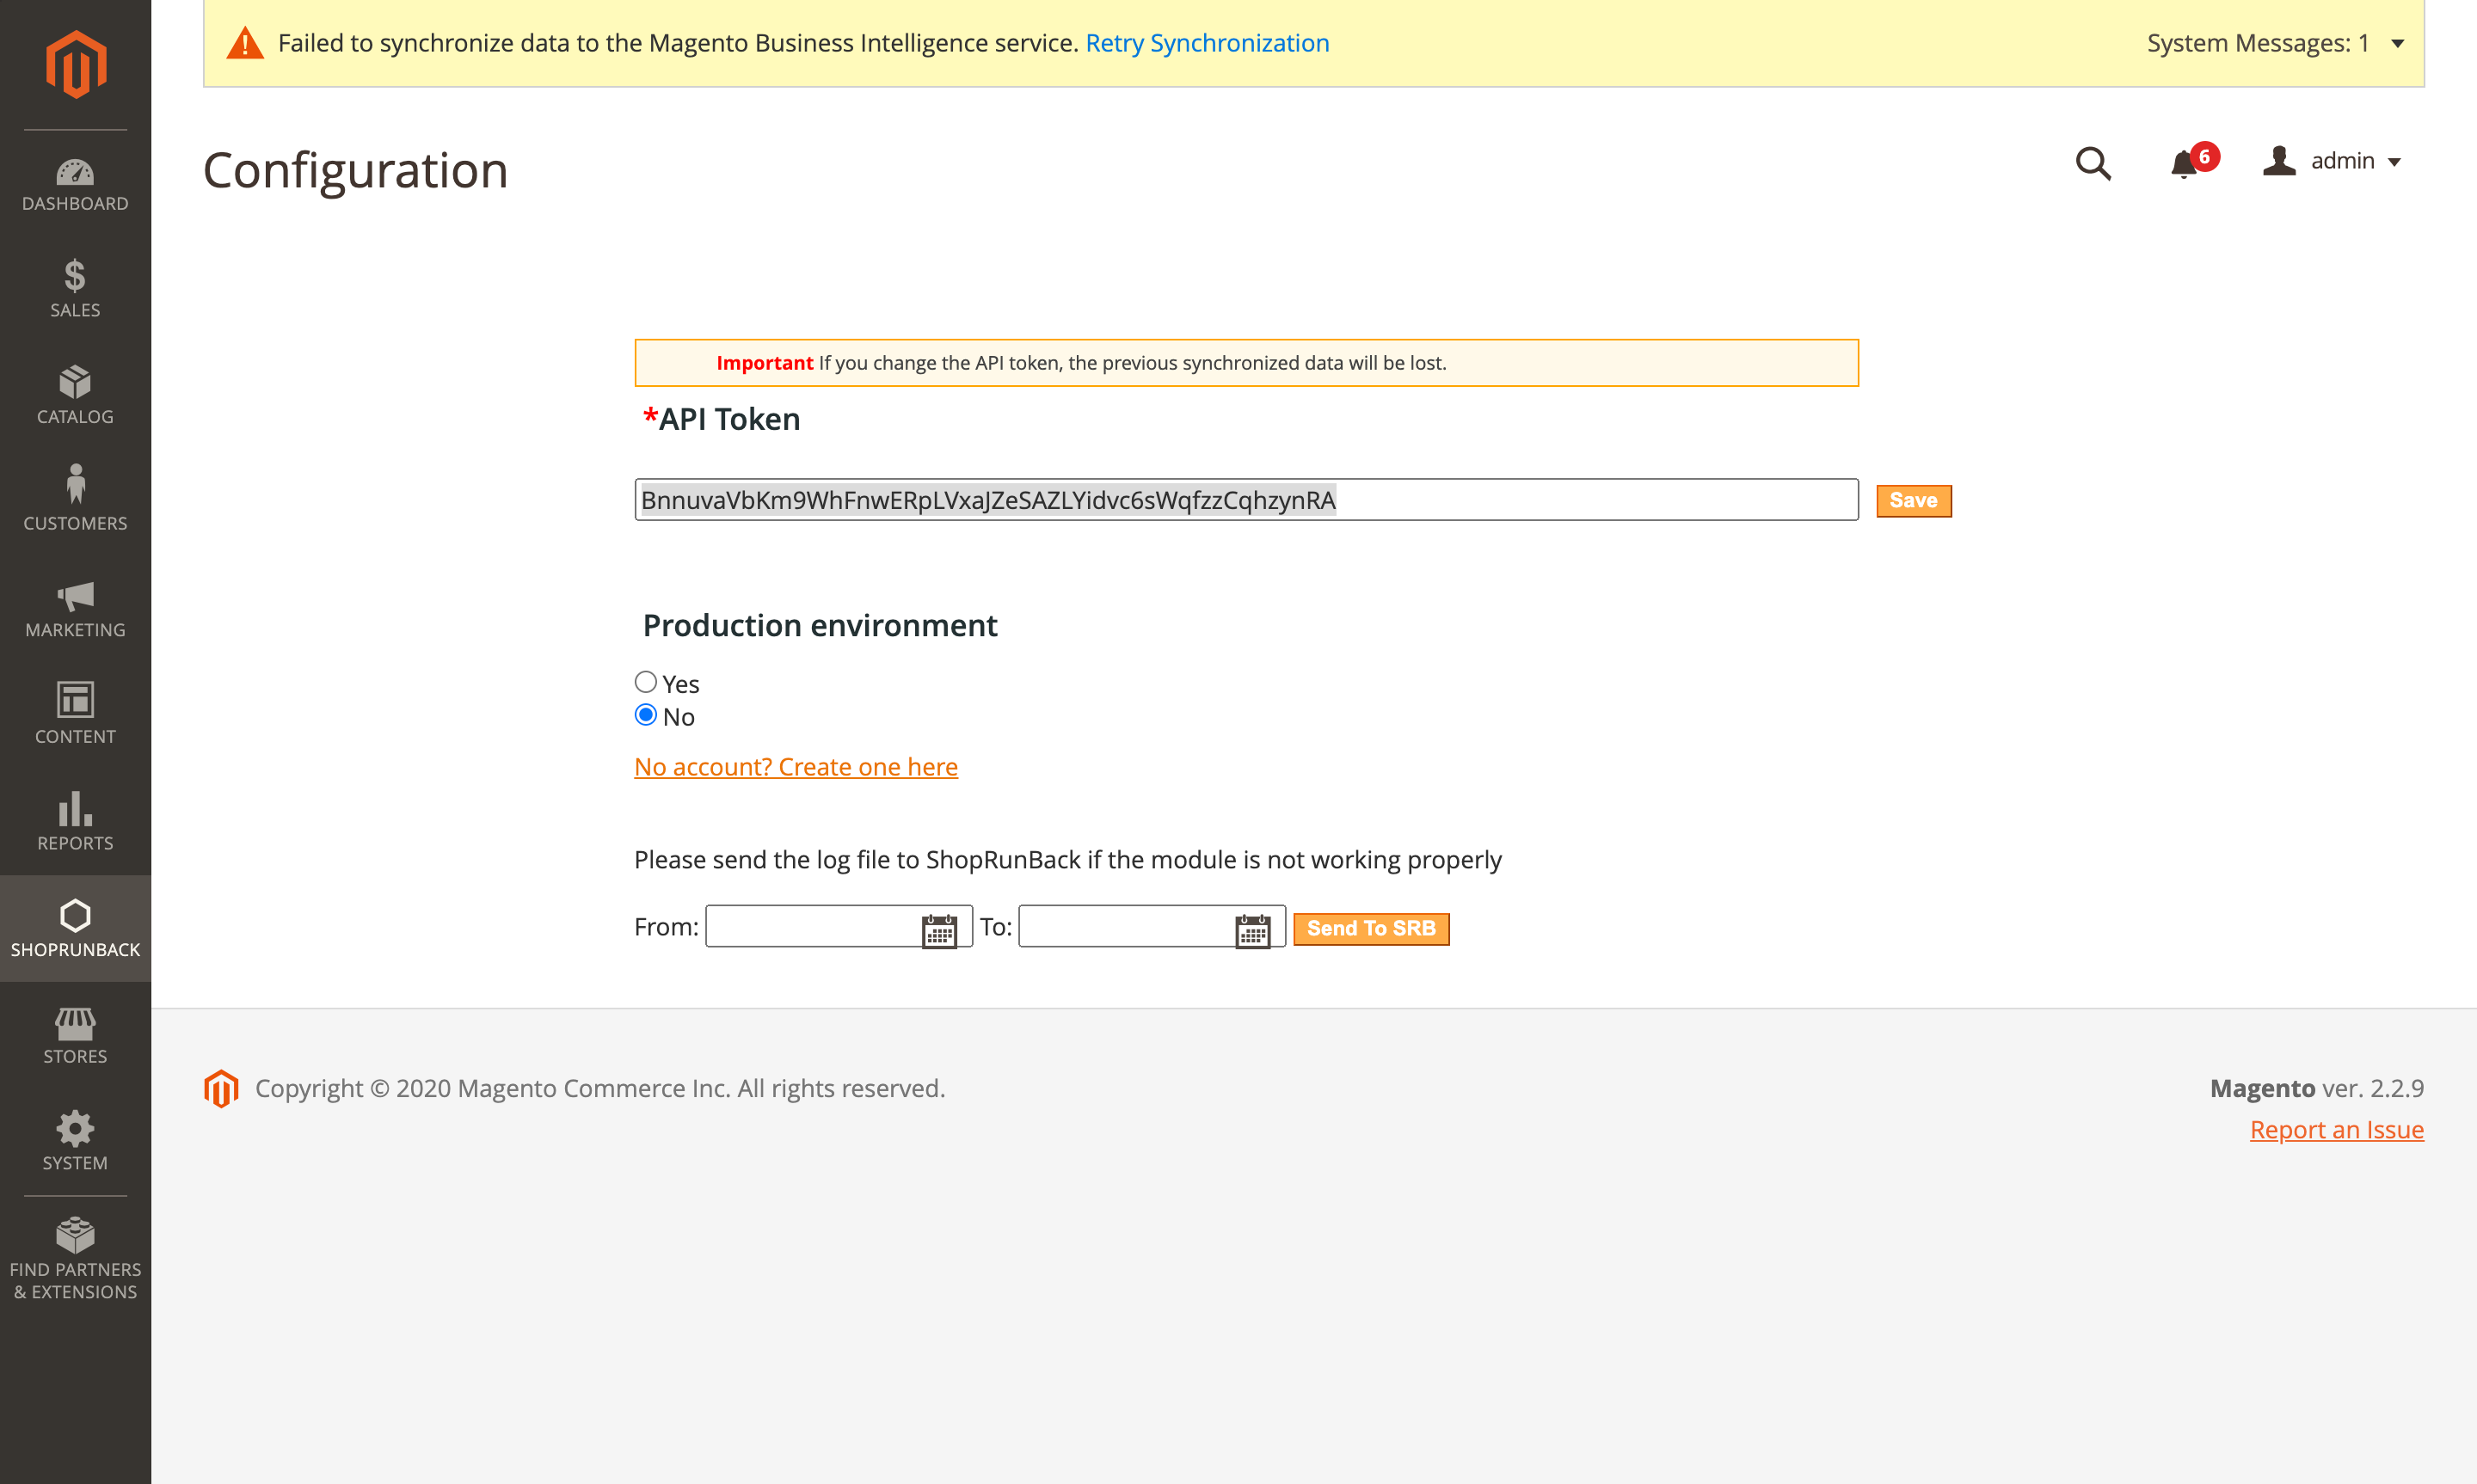 Failed to synchronize data to the Magento Business Intelligence service. Retry Synchronization
System Messages: 1
Configuration
6
admin
DASHBOARD
SALES
CATALOG
CUSTOMERS
MARKETING
CONTENT
REPORTS
SHOPRUNBACK
STORES
SYSTEM
FIND PARTNERS
& EXTENSIONS
Important If you change the API token, the previous synchronized data will be lost.
*API Token
BnnuvaVbKm9WhFnwERpLVxaJZeSAZLYidvc6sWqfzzCqhzynRA
Save
Production environment
Yes
No
No account? Create one here
Please send the log file to ShopRunBack if the module is not working properly
From: To: Send To SRB
Copyright © 2020 Magento Commerce Inc. All rights reserved.
Magento ver. 2.2.9
Report an Issue